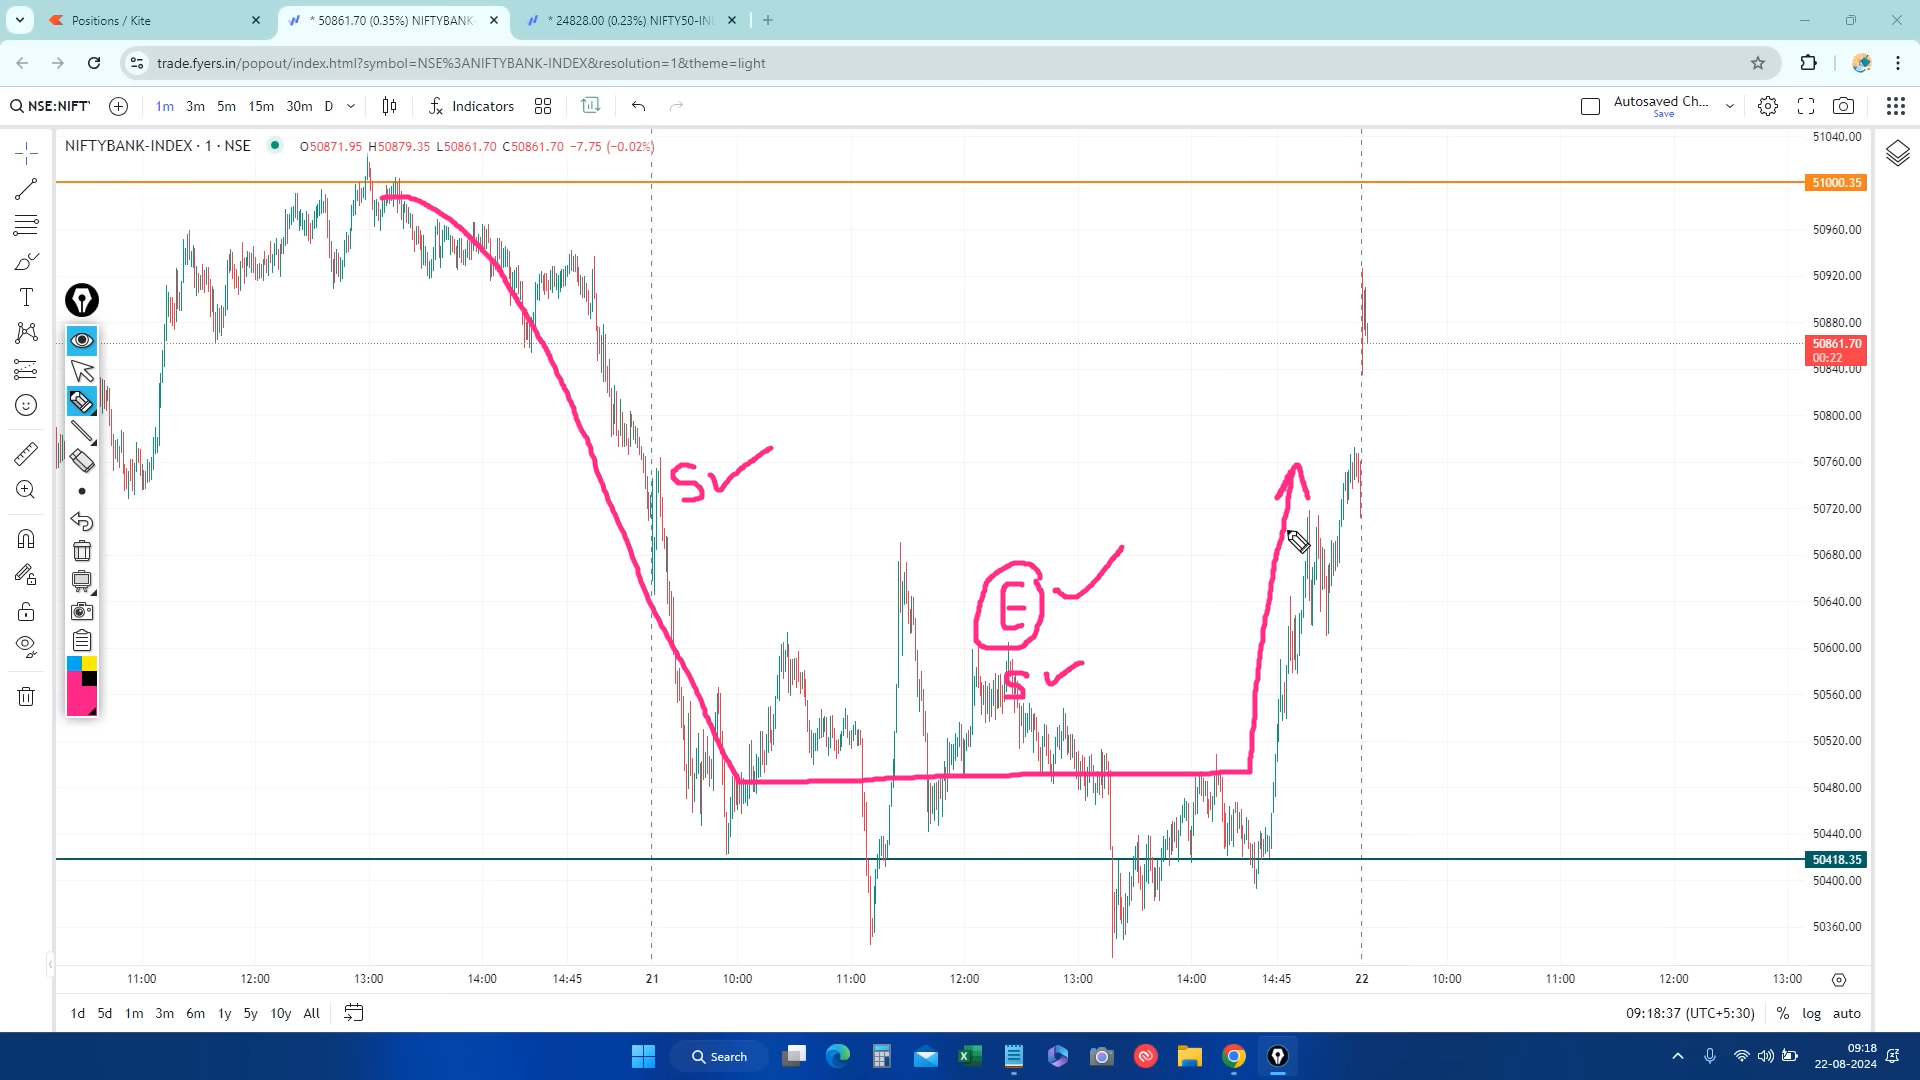 Positions / Kite
* 50861.70 (0.35%) NIFTYBANK-
* 24828.00 (0.23%) NIFTY50-IN
trade.fyers.in/popout/index.html?symbol=NSE%3ANIFTYBANK-INDEX&resolution=1&theme=light
NSE:NIFT
1m 3m 5m 15m 30m D
Indicators
Autosaved Ch...
Save
NIFTYBANK-INDEX · 1 · NSE
O50871.95 H50879.35 L50861.70 C50861.70 −7.75 (−0.02%)
51040.00
51000.35
50960.00
50920.00
50880.00
50861.70
00:22
50840.00
50800.00
50760.00
50720.00
50680.00
50640.00
50600.00
50560.00
50520.00
50480.00
50440.00
50418.35
50400.00
50360.00
S
E
S
11:00 12:00 13:00 14:00 14:45 21 10:00 11:00 12:00 13:00 14:00 14:45 22 10:00 11:00 12:00 13:00
1d 5d 1m 3m 6m 1y 5y 10y All
09:18:37 (UTC+5:30) % log auto
Search
09:18
22-08-2024